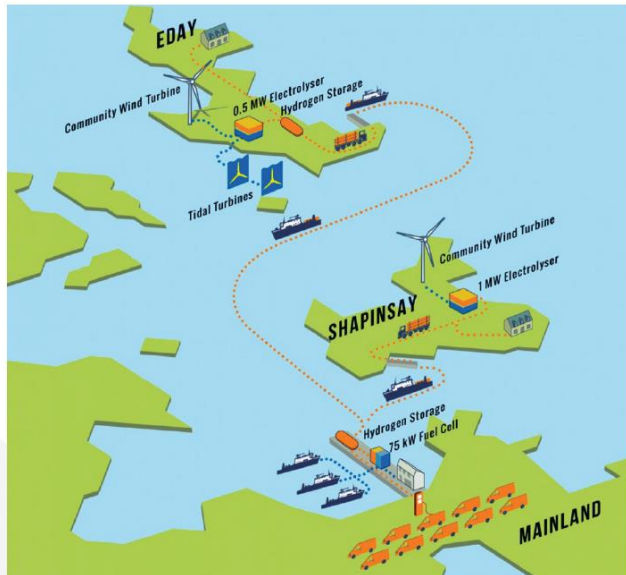 EDAY
Community Wind Turbine
0.5 MW Electrolyser
Hydrogen Storage
Tidal Turbines
Community Wind Turbine
1 MW Electrolyser
SHAPINSAY
Hydrogen Storage
75 kW Fuel Cell
MAINLAND